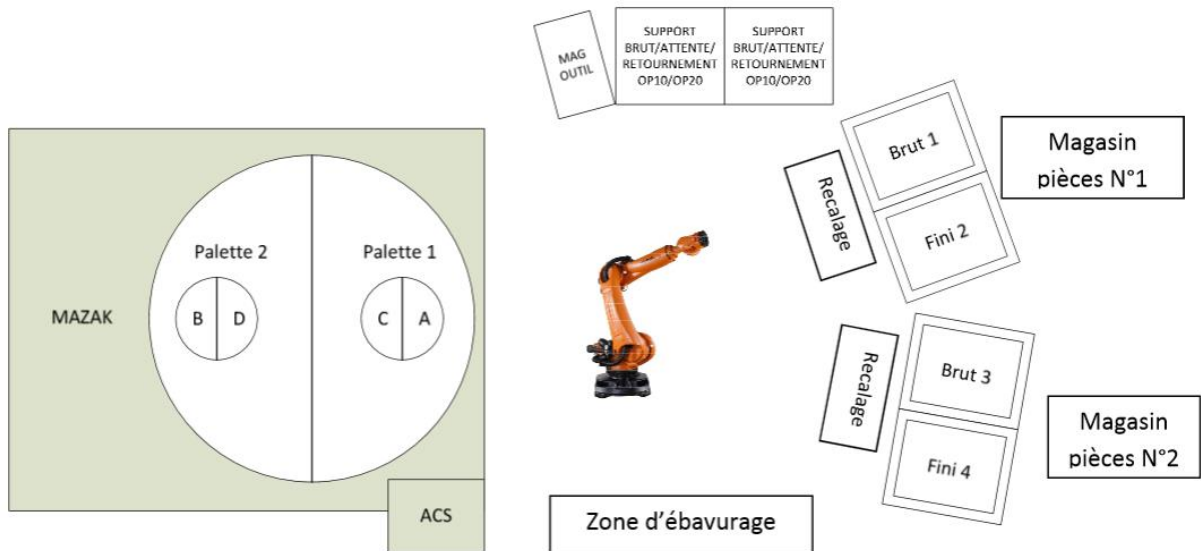 MAG
OUTIL
SUPPORT
BRUT/ATTENTE/
RETOURNEMENT
OP10/OP20
SUPPORT
BRUT/ATTENTE/
RETOURNEMENT
OP10/OP20
Brut 1
Fini 2
Recalage
Magasin
pièces N°1
MAZAK
Palette 2
B
D
Palette 1
C
A
ACS
Recalage
Brut 3
Fini 4
Magasin
pièces N°2
Zone d'ébavurage